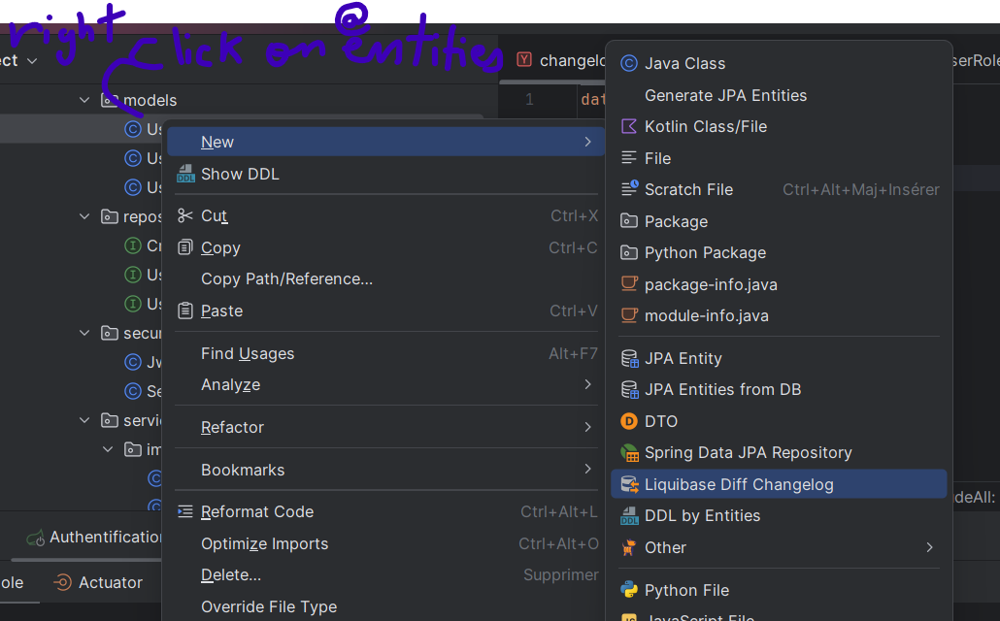 right click on @entities
ect
changelo
serRole
1
dat
models
Us
Us
Us
repos
Cr
Us
Us
secur
Jw
Se
servic
im
Authentification
ole
Actuator
New
Show DDL
Cut Ctrl+X
Copy Ctrl+C
Copy Path/Reference...
Paste Ctrl+V
Find Usages Alt+F7
Analyze
Refactor
Bookmarks
Reformat Code Ctrl+Alt+L
Optimize Imports Ctrl+Alt+O
Delete... Supprimer
Override File Type
Java Class
Generate JPA Entities
Kotlin Class/File
File
Scratch File Ctrl+Alt+Maj+Insérer
Package
Python Package
package-info.java
module-info.java
JPA Entity
JPA Entities from DB
DTO
Spring Data JPA Repository
Liquibase Diff Changelog
DDL by Entities
Other
Python File
JavaScript File
deAll: